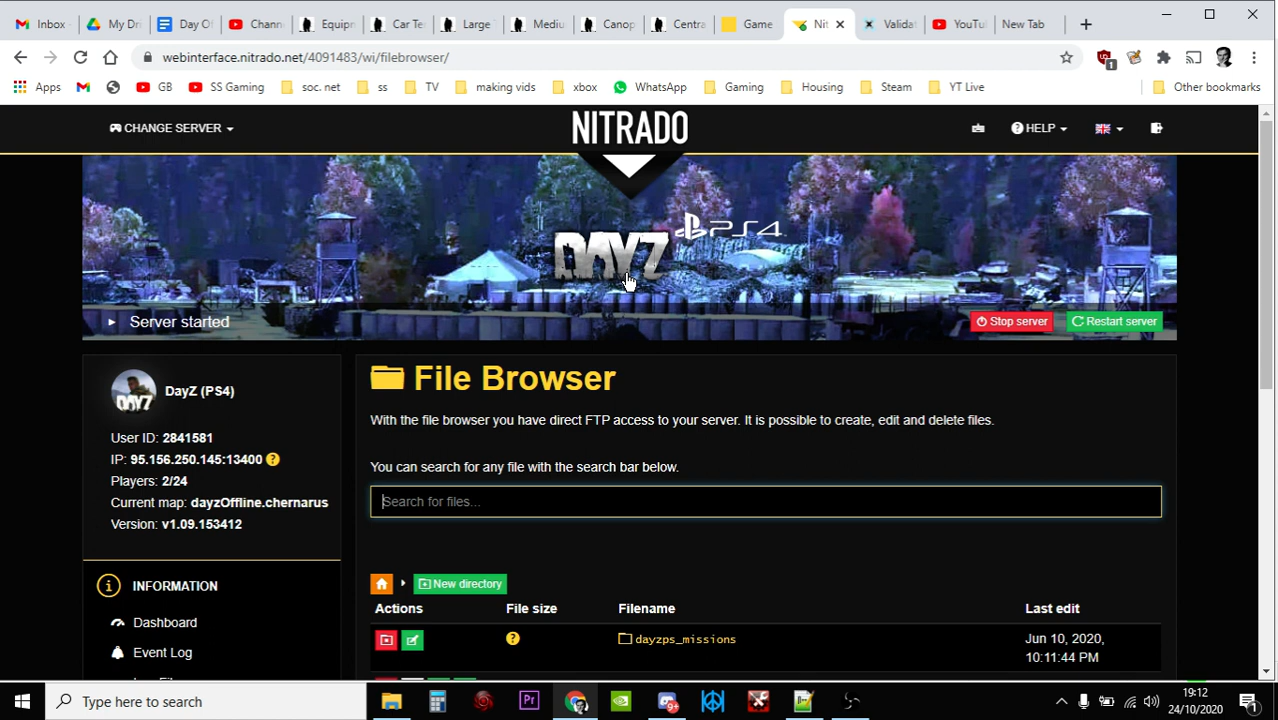 Inbox
My Dri
Day Of
Chann
Equipn
Car Te
Large
Mediu
Canop
Centra
Game
Nit
Valida
YouTu
New Tab
webinterface.nitrado.net/4091483/wi/filebrowser/
1
Apps
GB
SS Gaming
soc. net
ss
TV
making vids
xbox
WhatsApp
Gaming
Housing
Steam
YT Live
Other bookmarks
CHANGE SERVER
NITRADO
HELP
DAYZ
PS4
Server started
Stop server
Restart server
DAYZ
DayZ (PS4)
User ID: 2841581
IP: 95.156.250.145:13400
Players: 2/24
Current map: dayzOffline.chernarus
Version: v1.09.153412
INFORMATION
Dashboard
Event Log
File Browser
With the file browser you have direct FTP access to your server. It is possible to create, edit and delete files.
You can search for any file with the search bar below.
Search for files...
New directory
Actions
File size
Filename
Last edit
dayzps_missions
Jun 10, 2020,
10:11:44 PM
Type here to search
Pr
9+
19:12
24/10/2020
1